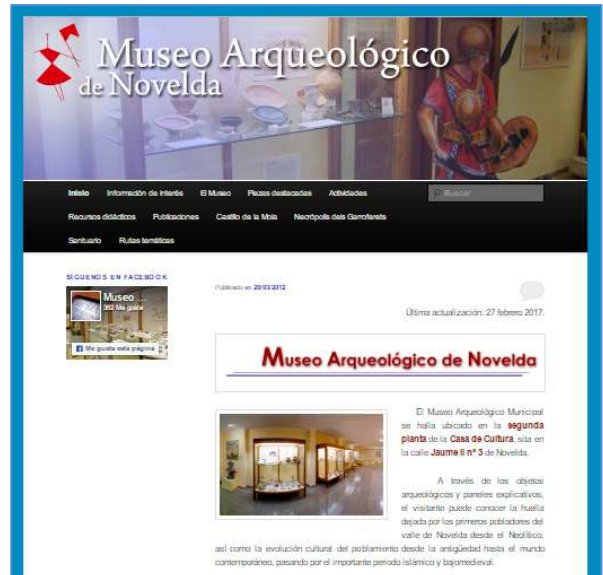 Museo Arqueológico
de Novelda
Inicio Información de interés El Museo Piezas destacadas Actividades
Buscar
Recursos didácticos Publicaciones Castillo de la Mola Necrópolis dels Garroferets
Santuario Rutas temáticas
SÍGUENOS EN FACEBOOK
Museo ...
362 Me gusta
Me gusta esta página
Publicado en 20/03/2012
Última actualización: 27 febrero 2017.
Museo Arqueológico de Novelda
El Museo Arqueológico Municipal
se halla ubicado en la segunda
planta de la Casa de Cultura, sita en
la calle Jaume II nº 3 de Novelda.
A través de los objetos
arqueológicos y paneles explicativos,
el visitante puede conocer la huella
dejada por los primeros pobladores del
valle de Novelda desde el Neolítico,
así como la evolución cultural del poblamiento desde la antigüedad hasta el mundo
contemporáneo, pasando por el importante periodo islámico y bajomedieval.